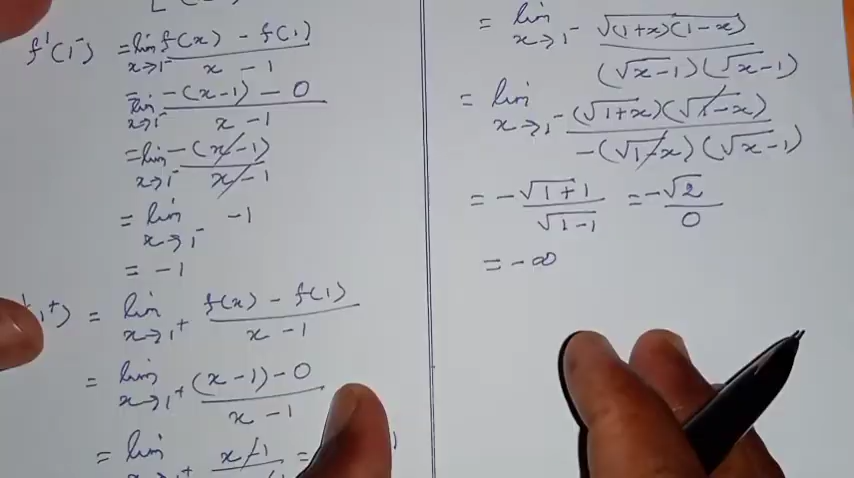 f'(1⁻) = lim x→1⁻ (f(x) - f(1))/(x - 1)
= lim x→1⁻ (-(x-1) - 0)/(x - 1)
= lim x→1⁻ (-(x-1))/(x-1)
= lim x→1⁻ -1
= -1
1⁺) = lim x→1⁺ (f(x) - f(1))/(x - 1)
= lim x→1⁺ ((x-1) - 0)/(x - 1)
= lim x→1⁺ x-1 =
= lim x→1⁻ √(1+x)(1-x)/((√x-1)(√x-1))
= lim x→1⁻ (√1+x)(√1-x)/(-(√1-x)(√x-1))
= -√1+1/√1-1 = -√2/0
= -∞